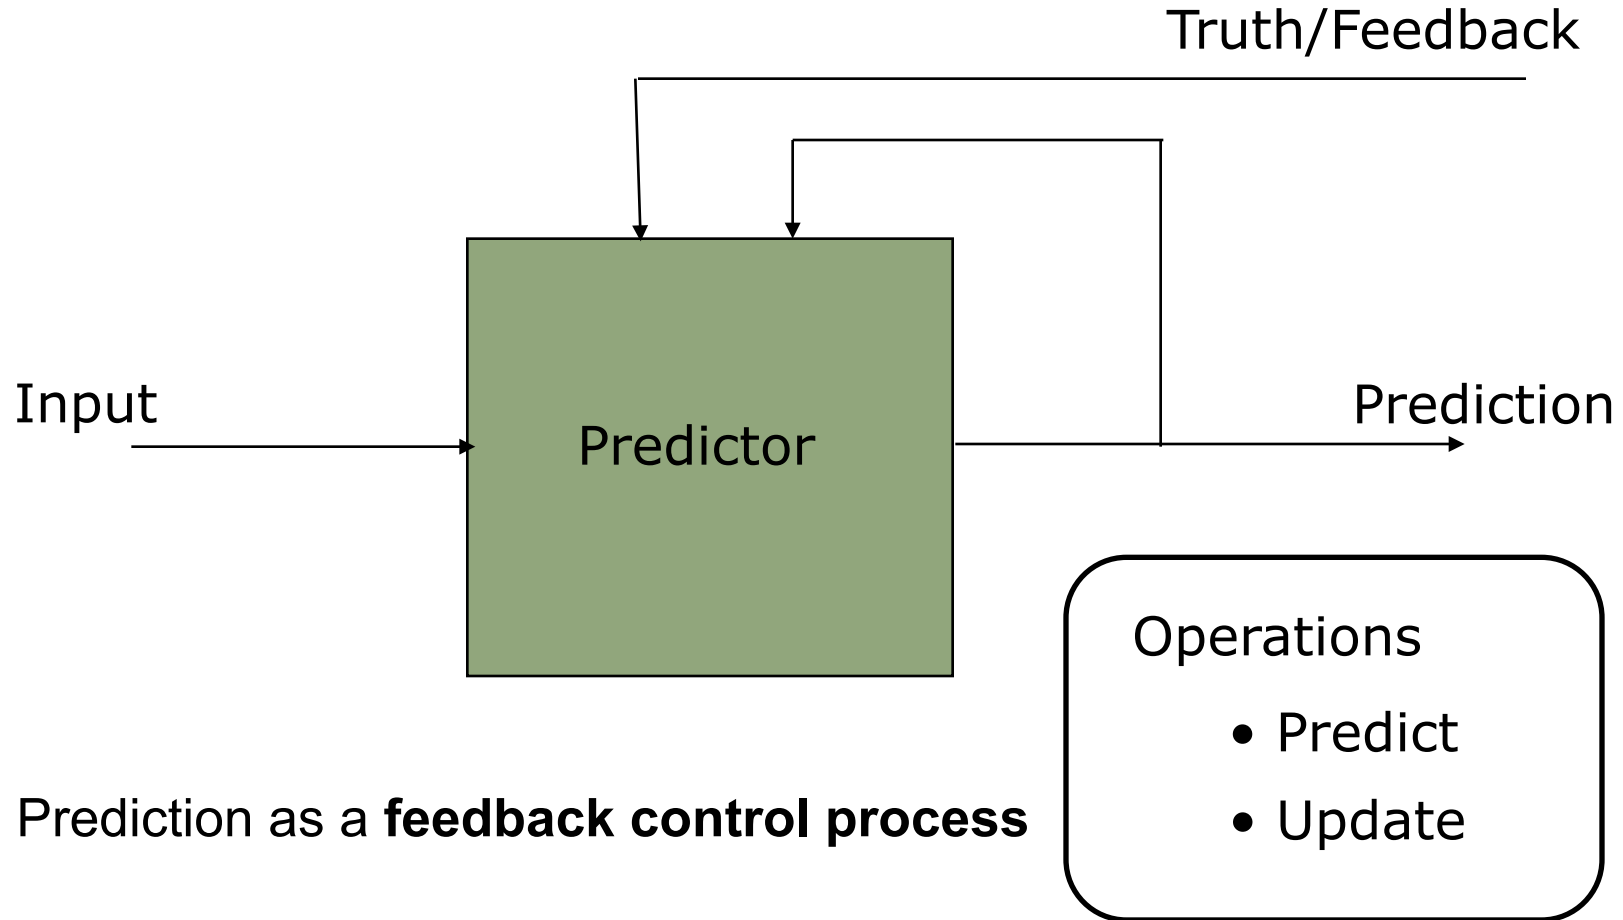 Truth/Feedback
Input
Prediction
Predictor
Operations
• Predict
• Update
Prediction as a feedback control process